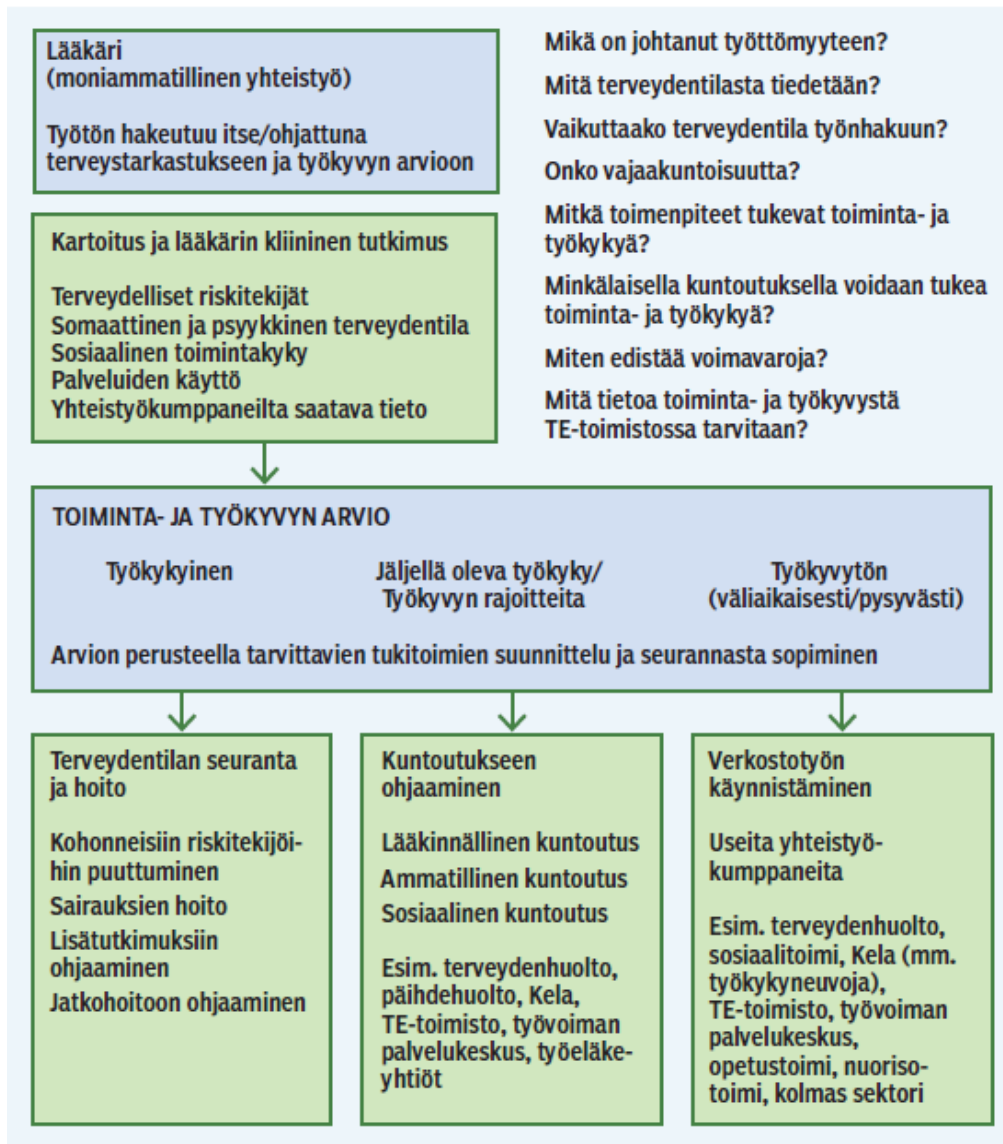 Lääkäri
(moniammatillinen yhteistyö)
Työtön hakeutuu itse/ohjattuna
terveystarkastukseen ja työkyvyn arvioon
Mikä on johtanut työttömyyteen?
Mitä terveydentilasta tiedetään?
Vaikuttaako terveydentila työnhakuun?
Onko vajaakuntoisuutta?
Mitkä toimenpiteet tukevat toiminta- ja
työkykyä?
Minkälaisella kuntoutuksella voidaan tukea
toiminta- ja työkykyä?
Miten edistää voimavaroja?
Mitä tietoa toiminta- ja työkyvystä
TE-toimistossa tarvitaan?
Kartoitus ja lääkärin kliininen tutkimus
Terveydelliset riskitekijät
Somaattinen ja psyykkinen terveydentila
Sosiaalinen toimintakyky
Palveluiden käyttö
Yhteistyökumppaneilta saatava tieto
TOIMINTA- JA TYÖKYVYN ARVIO
Työkykyinen
Jäljellä oleva työkyky/
Työkyvyn rajoitteita
Työkyvytön
(väliaikaisesti/pysyvästi)
Arvion perusteella tarvittavien tukitoimien suunnittelu ja seurannasta sopiminen
Terveydentilan seuranta
ja hoito
Kohonneisiin riskitekijöi-
hin puuttuminen
Sairauksien hoito
Lisätutkimuksiin
ohjaaminen
Jatkohoitoon ohjaaminen
Kuntoutukseen
ohjaaminen
Lääkinnällinen kuntoutus
Ammatillinen kuntoutus
Sosiaalinen kuntoutus
Esim. terveydenhuolto,
päihdehuolto, Kela,
TE-toimisto, työvoiman
palvelukeskus, työeläke-
yhtiöt
Verkostotyön
käynnistäminen
Useita yhteistyö-
kumppaneita
Esim. terveydenhuolto,
sosiaalitoimi, Kela (mm.
työkykyneuvoja),
TE-toimisto, työvoiman
palvelukeskus,
opetustoimi, nuoriso-
toimi, kolmas sektori